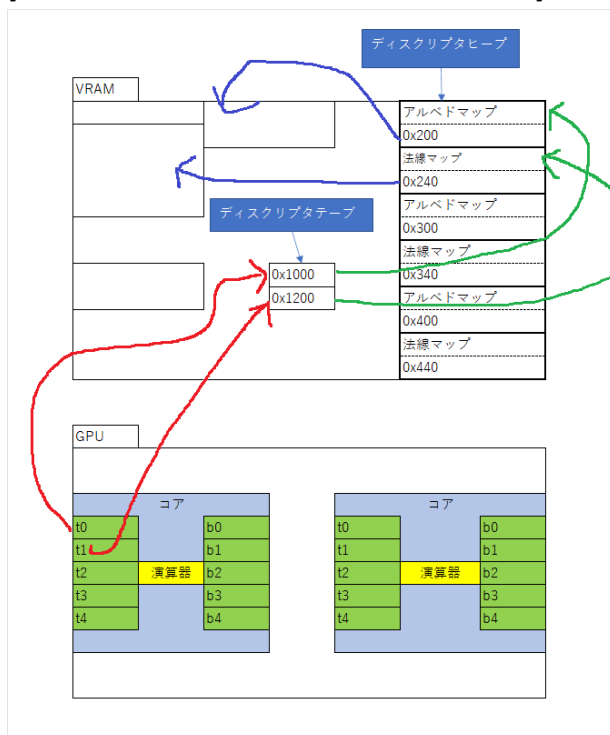 ディスクリプタヒープ
VRAM
アルベドマップ
0x200
法線マップ
0x240
アルベドマップ
0x300
法線マップ
0x340
アルベドマップ
0x400
法線マップ
0x440
ディスクリプタテーブ
0x1000
0x1200
GPU
コア
t0
t1
t2
t3
t4
演算器
b0
b1
b2
b3
b4
コア
t0
t1
t2
t3
t4
演算器
b0
b1
b2
b3
b4